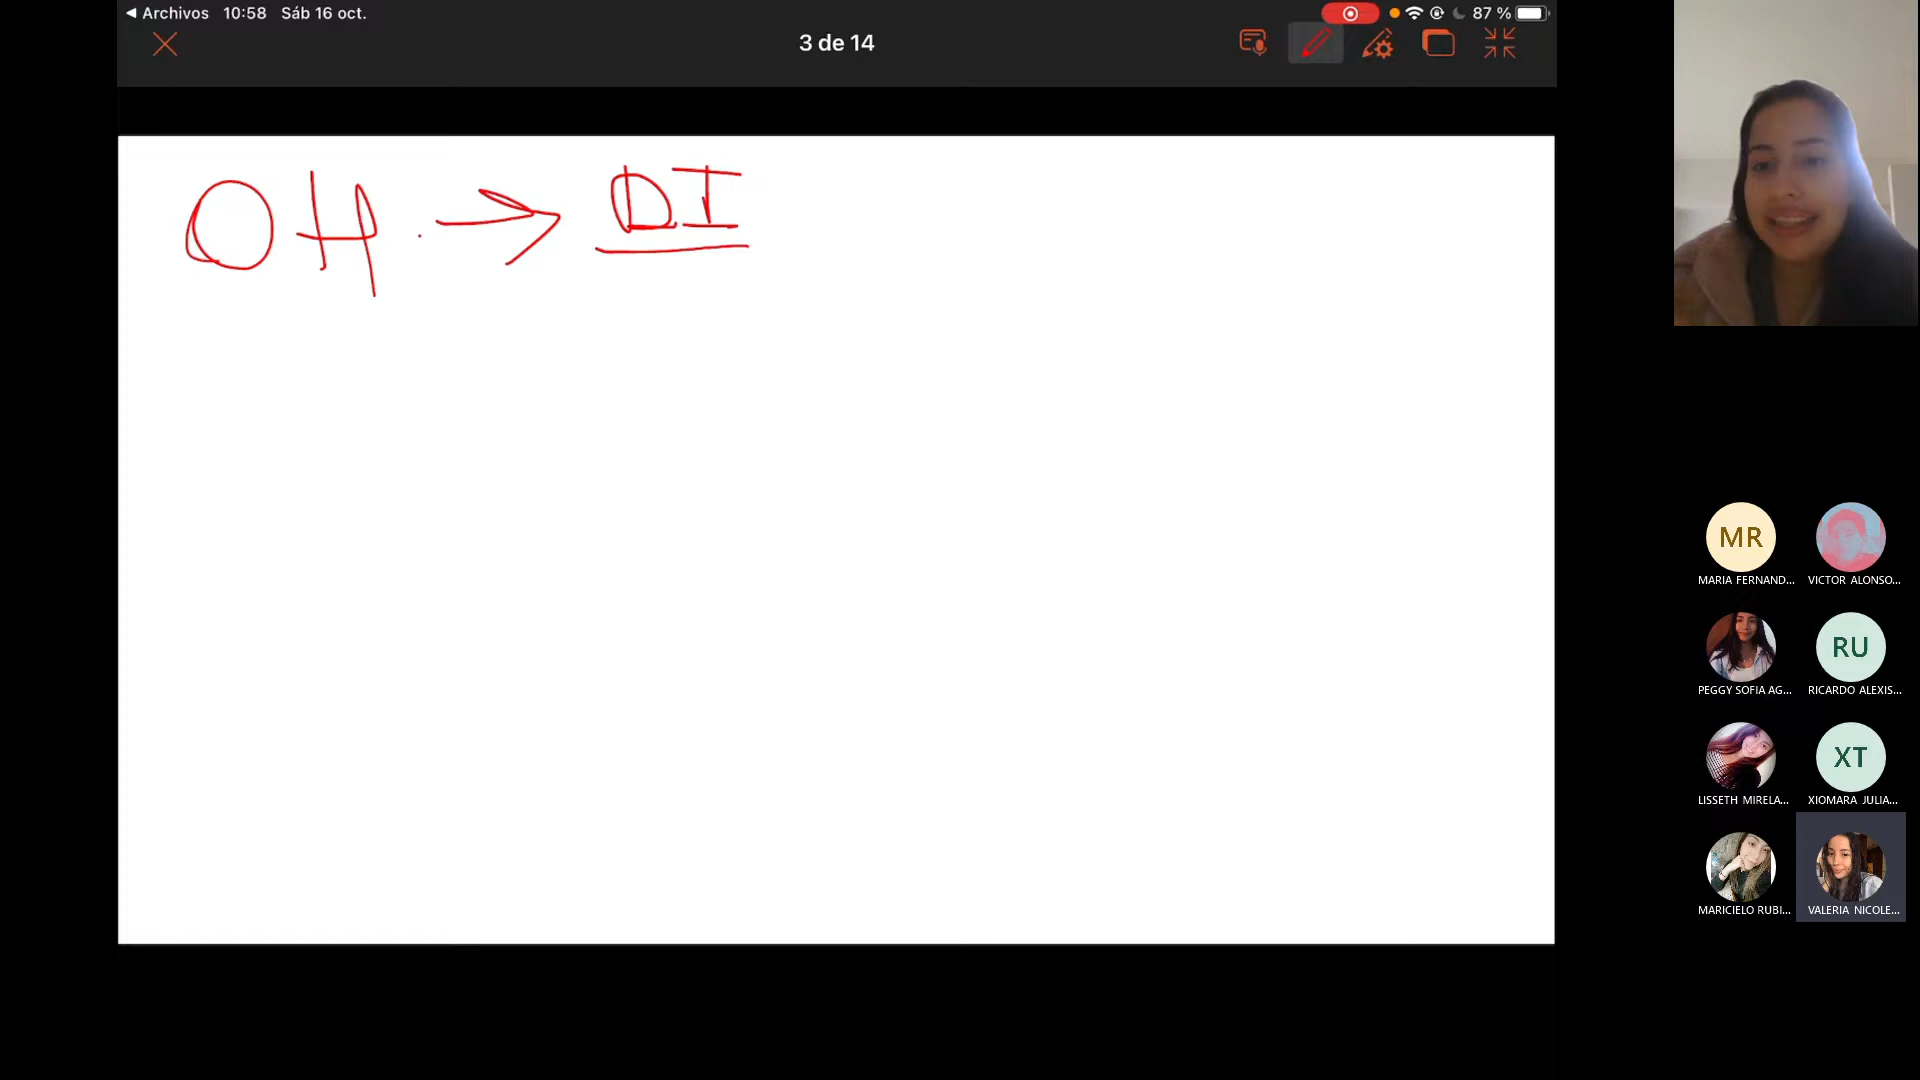 ◄ Archivos 10:58 Sáb 16 oct. 87 %
3 de 14
OH → DI
MR
MARIA FERNAND... VICTOR ALONSO...
RU
PEGGY SOFIA AG... RICARDO ALEXIS...
XT
LISSETH MIRELA... XIOMARA JULIA...
MARICIELO RUBI... VALERIA NICOLE...